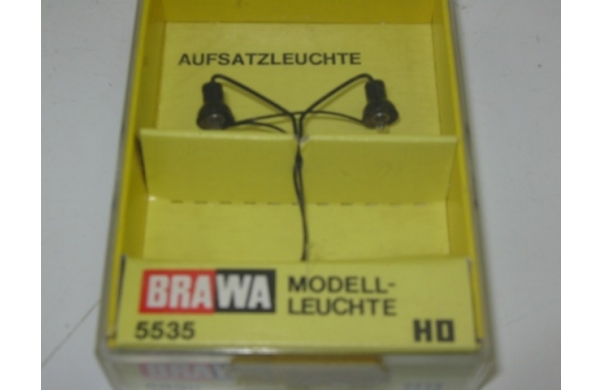 AUFSATZLEUCHTE
BRAWA
MODELL-
LEUCHTE
5535
HO